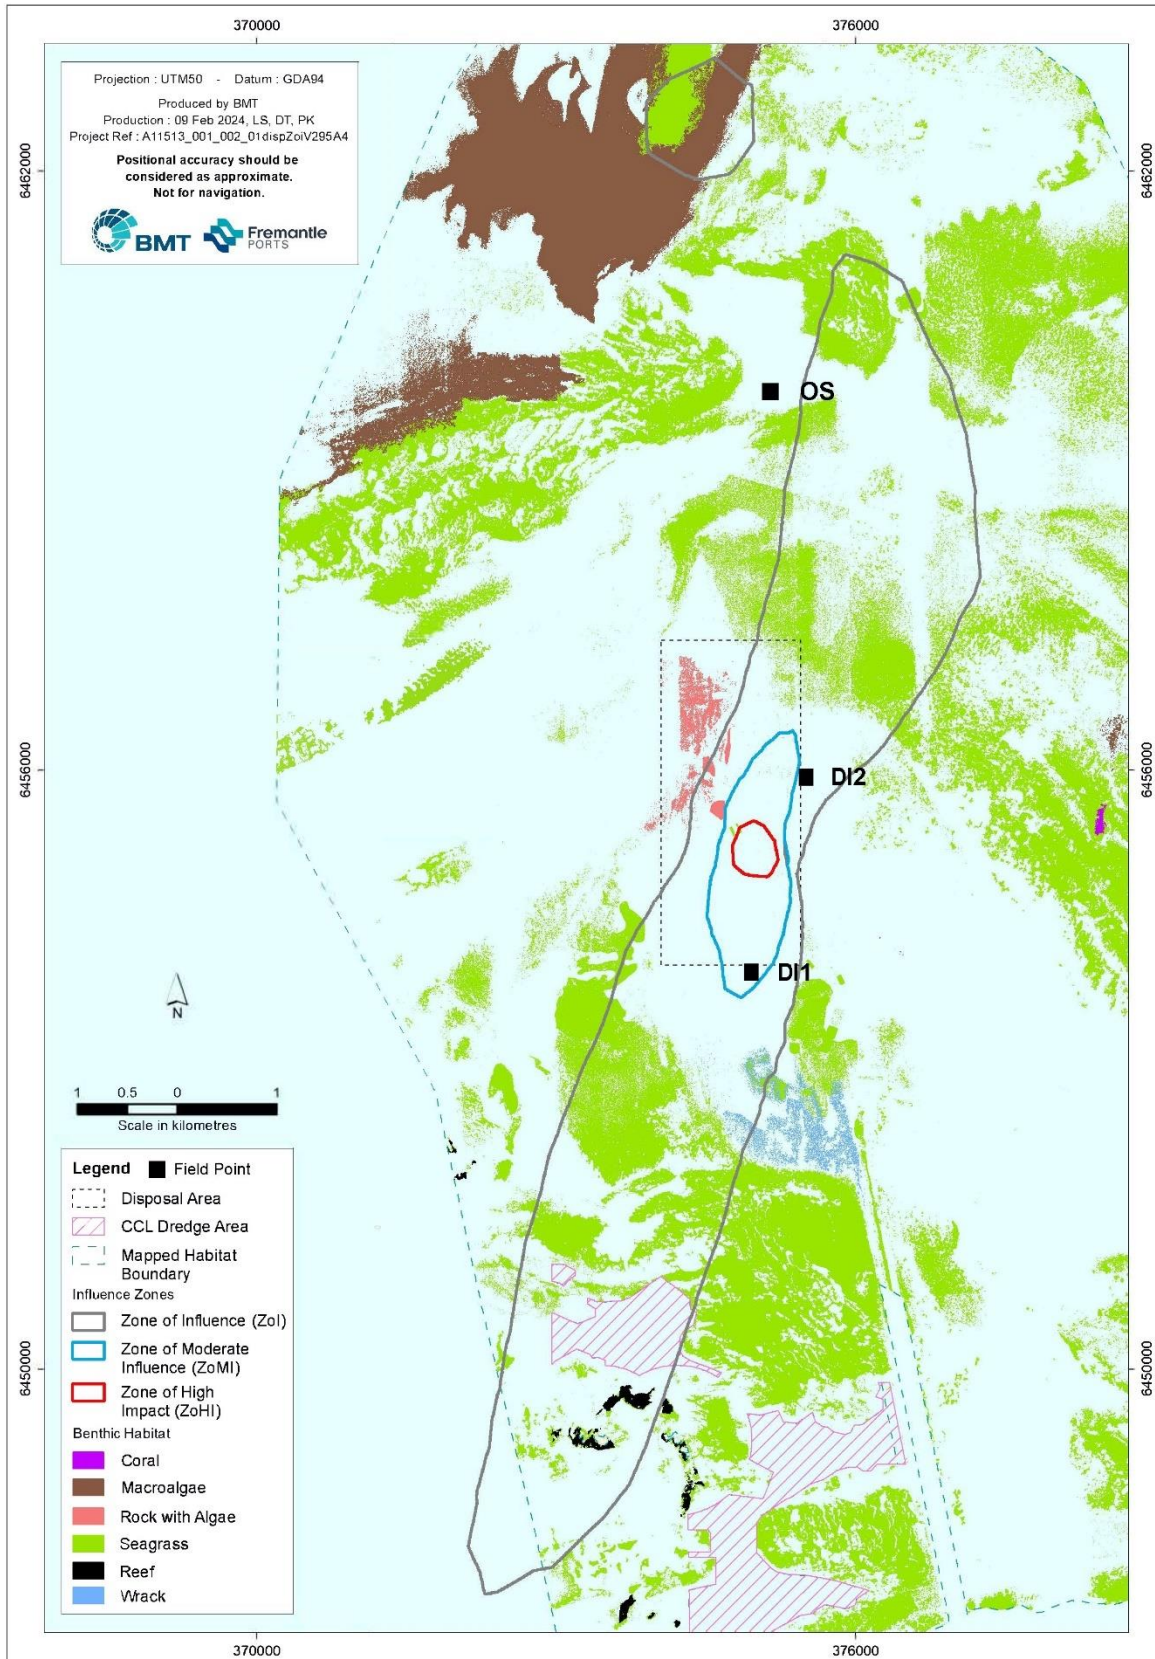 370000 376000
Projection : UTM50 - Datum : GDA94
Produced by BMT
Production : 09 Feb 2024, LS, DT, PK
Project Ref : A11513_001_002_01dispZoiV295A4
Positional accuracy should be
considered as approximate.
Not for navigation.
BMT Fremantle
PORTS
6462000 6462000
OS
6456000 6456000
DI2
DI1
N
1 0.5 0 1
Scale in kilometres
Legend Field Point
Disposal Area
CCL Dredge Area
Mapped Habitat
Boundary
Influence Zones
Zone of Influence (ZoI)
Zone of Moderate
Influence (ZoMI)
Zone of High
Impact (ZoHI)
Benthic Habitat
Coral
Macroalgae
Rock with Algae
Seagrass
Reef
Wrack
6450000 6450000
370000 376000